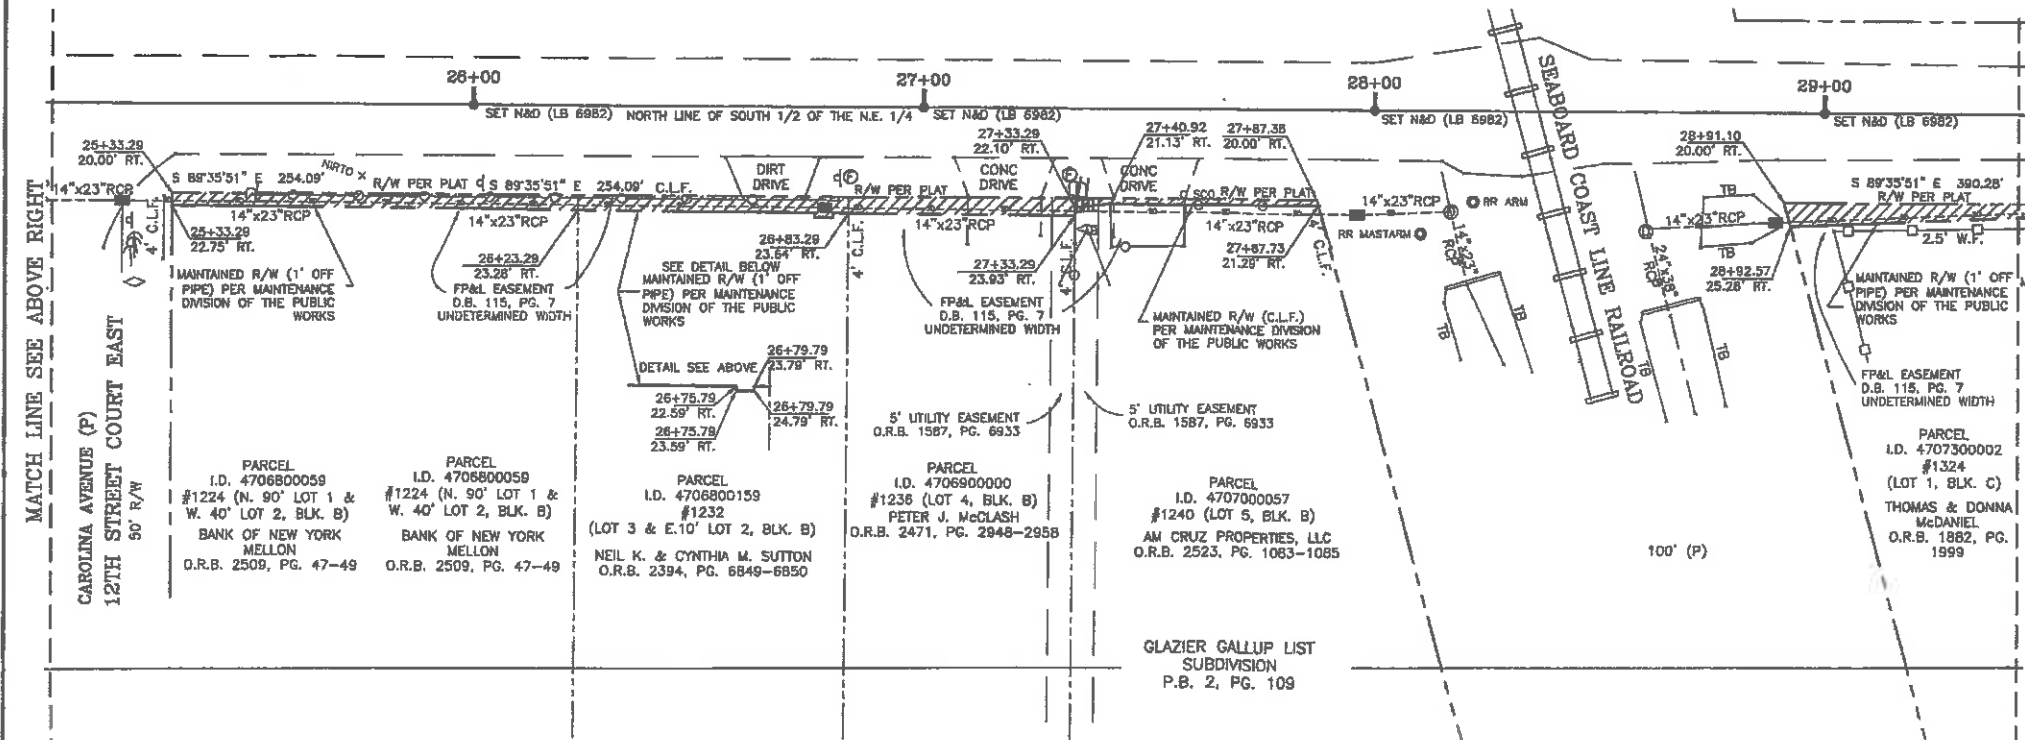 26+00
27+00
28+00
29+00
SET N&D (LB 6982)
NORTH LINE OF SOUTH 1/2 OF THE N.E. 1/4
SET N&D (LB 6982)
SET N&D (LB 6982)
SET N&D (LB 6982)
SEABOARD COAST LINE RAILROAD
25+33.29
20.00' RT.
27+33.29
22.10' RT.
27+40.92
21.13' RT.
27+87.38
20.00' RT.
28+91.10
20.00' RT.
S 89'35'51" E 254.09'
NIRTO
R/W PER PLAT
S 89'35'51" E 254.09'
C.L.F.
DIRT
DRIVE
R/W PER PLAT
CONC
DRIVE
CONC
DRIVE
SCO
R/W PER PLAT
S 89'35'51" E 390.28'
R/W PER PLAT
14"x23"RCP
14"x23"RCP
14"x23"RCP
14"x23"RCP
14"x23"RCP
14"x23"RCP
14"x23"RCP
14"x23"
RCP
24"x38"
RCP
RR ARM
RR MASTARM
TB
TB
TB
TB
TB
TB
2.5' W.F.
4' C.L.F.
4' C.L.F.
4' C.L.F.
4' C.L.F.
25+33.29
22.75' RT.
26+23.29
23.28' RT.
26+83.29
23.64' RT.
27+33.29
23.93' RT.
27+87.73
21.29' RT.
28+92.57
25.28' RT.
MAINTAINED R/W (1' OFF
PIPE) PER MAINTENANCE
DIVISION OF THE PUBLIC
WORKS
FP&L EASEMENT
D.B. 115, PG. 7
UNDETERMINED WIDTH
SEE DETAIL BELOW
MAINTAINED R/W (1' OFF
PIPE) PER MAINTENANCE
DIVISION OF THE PUBLIC
WORKS
FP&L EASEMENT
D.B. 115, PG. 7
UNDETERMINED WIDTH
MAINTAINED R/W (C.L.F.)
PER MAINTENANCE DIVISION
OF THE PUBLIC WORKS
MAINTAINED R/W (1' OFF
PIPE) PER MAINTENANCE
DIVISION OF THE PUBLIC
WORKS
FP&L EASEMENT
D.B. 115, PG. 7
UNDETERMINED WIDTH
DETAIL SEE ABOVE
26+79.79
23.79' RT.
26+75.79
22.59' RT.
26+79.79
24.79' RT.
26+75.79
23.59' RT.
5' UTILITY EASEMENT
O.R.B. 1587, PG. 6933
5' UTILITY EASEMENT
O.R.B. 1587, PG. 6933
MATCH LINE SEE ABOVE RIGHT
CAROLINA AVENUE (P)
12TH STREET COURT EAST
50' R/W
PARCEL
I.D. 4706800059
#1224 (N. 90' LOT 1 &
W. 40' LOT 2, BLK. B)
BANK OF NEW YORK
MELLON
O.R.B. 2509, PG. 47-49
PARCEL
I.D. 4706800059
#1224 (N. 90' LOT 1 &
W. 40' LOT 2, BLK. B)
BANK OF NEW YORK
MELLON
O.R.B. 2509, PG. 47-49
PARCEL
I.D. 4706800159
#1232
(LOT 3 & E.10' LOT 2, BLK. B)
NEIL K. & CYNTHIA M. SUTTON
O.R.B. 2394, PG. 6849-6850
PARCEL
I.D. 4706900000
#1236 (LOT 4, BLK. B)
PETER J. McCLASH
O.R.B. 2471, PG. 2948-2958
PARCEL
I.D. 4707000057
#1240 (LOT 5, BLK. B)
AM CRUZ PROPERTIES, LLC
O.R.B. 2523, PG. 1083-1085
100' (P)
PARCEL
I.D. 4707300002
#1324
(LOT 1, BLK. C)
THOMAS & DONNA
McDANIEL
O.R.B. 1882, PG.
1999
GLAZIER GALLUP LIST
SUBDIVISION
P.B. 2, PG. 109